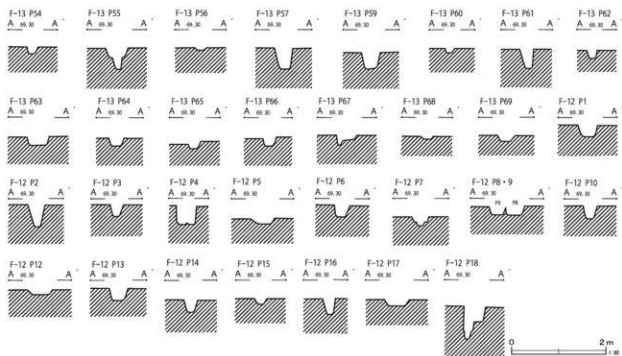 F-13 P54 F-13 P55 F-13 P56 F-13 P57 F-13 P59 F-13 P60 F-13 P61 F-13 P62
A 69.30 A' A 69.30 A' A 69.30 A' A 69.30 A' A 69.30 A' A 69.30 A' A 69.30 A' A 69.30 A'
F-13 P63 F-13 P64 F-13 P65 F-13 P66 F-13 P67 F-13 P68 F-13 P69 F-12 P1
A 69.30 A' A 69.30 A' A 69.30 A' A 69.30 A' A 69.30 A' A 69.30 A' A 69.30 A' A 69.30 A'
F-12 P2 F-12 P3 F-12 P4 F-12 P5 F-12 P6 F-12 P7 F-12 P8・9 F-12 P10
A 69.30 A' A 69.30 A' A 69.30 A' A 69.30 A' A 69.30 A' A 69.30 A' A 69.30 A' A 69.30 A'
P9 P8
F-12 P12 F-12 P13 F-12 P14 F-12 P15 F-12 P16 F-12 P17 F-12 P18
A 69.30 A' A 69.30 A' A 69.30 A' A 69.30 A' A 69.30 A' A 69.30 A' A 69.30 A'
0 2 m